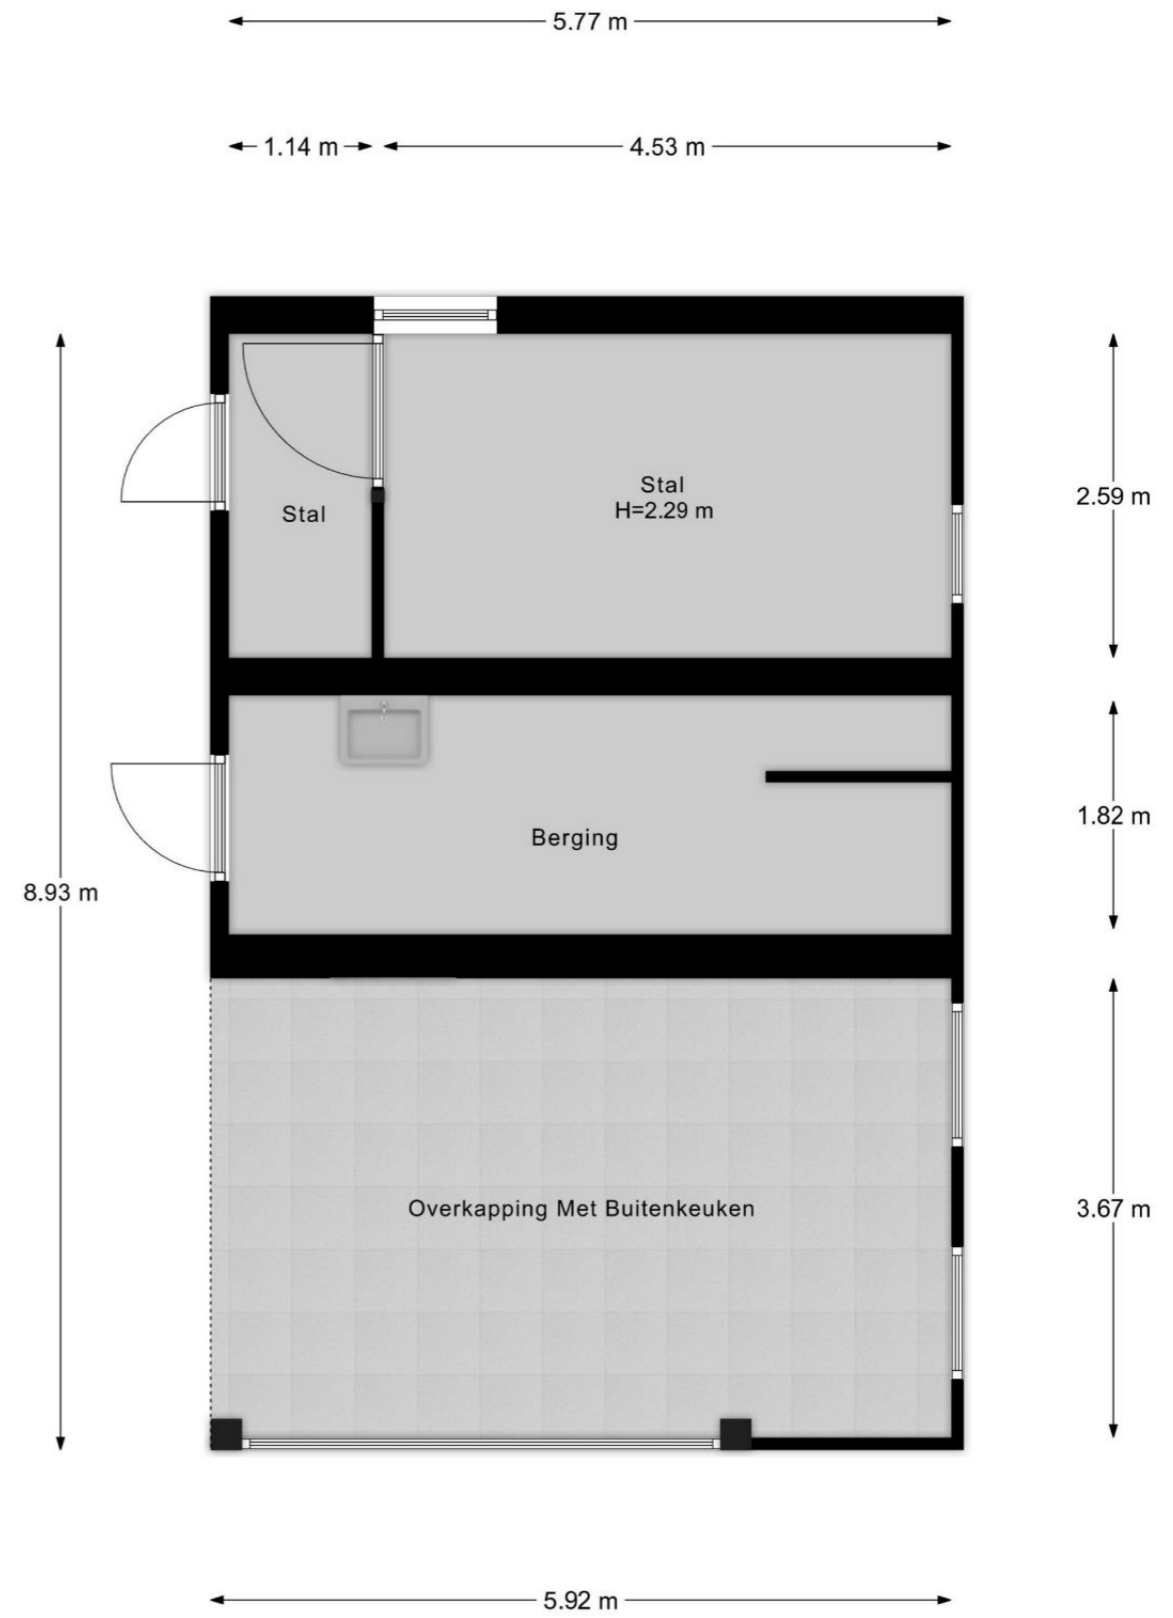 5.77 m
1.14 m
4.53 m
Stal
H=2.29 m
2.59 m
Stal
1.82 m
Berging
8.93 m
Overkapping Met Buitenkeuken
3.67 m
5.92 m